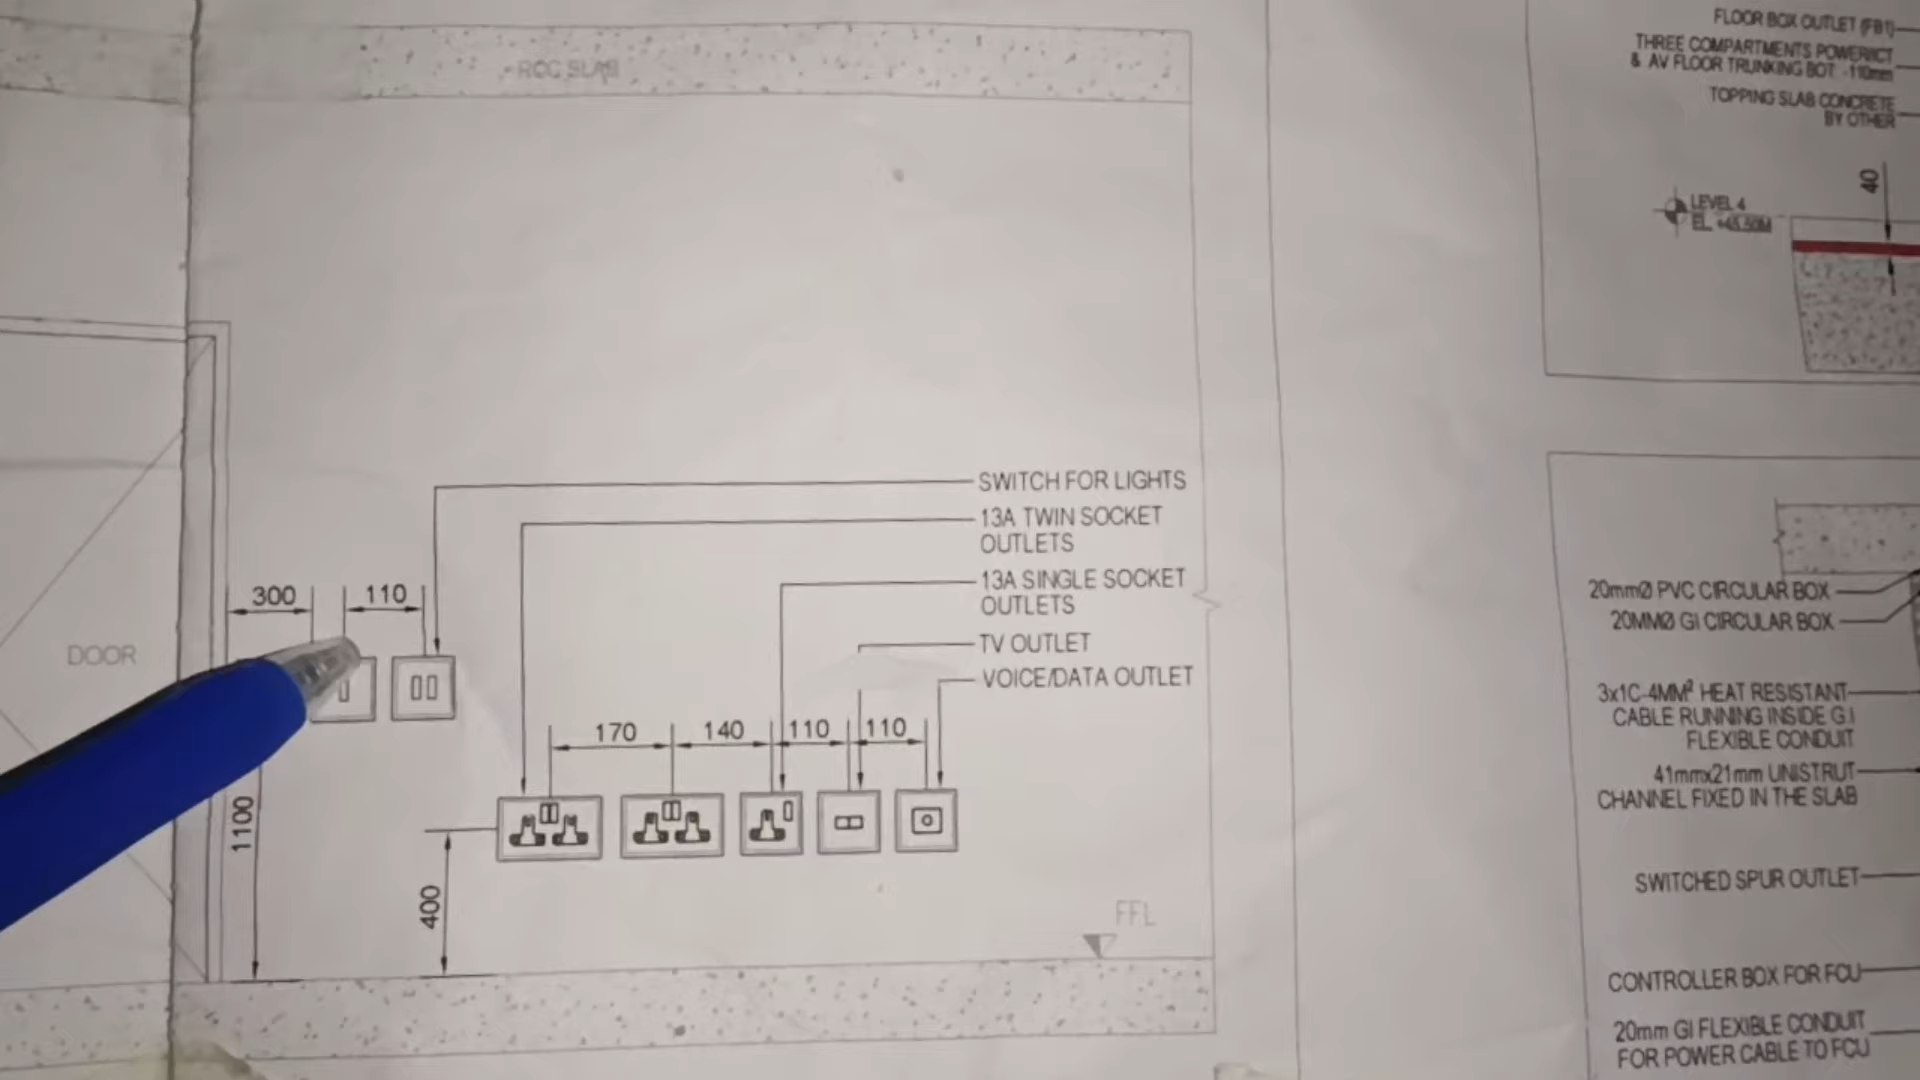 RCC SLAB
SWITCH FOR LIGHTS
13A TWIN SOCKET
OUTLETS
13A SINGLE SOCKET
OUTLETS
TV OUTLET
VOICE/DATA OUTLET
300
110
DOOR
170
140
110
110
1100
400
FFL
FLOOR BOX OUTLET (FB1)
THREE COMPARTMENTS POWER/ICT
& AV FLOOR TRUNKING BOT. -110mm
TOPPING SLAB CONCRETE
BY OTHER
40
LEVEL 4
EL +45.50M
20mmØ PVC CIRCULAR BOX
20MMØ GI CIRCULAR BOX
3x1C-4MM² HEAT RESISTANT
CABLE RUNNING INSIDE G.I
FLEXIBLE CONDUIT
41mmx21mm UNISTRUT
CHANNEL FIXED IN THE SLAB
SWITCHED SPUR OUTLET
CONTROLLER BOX FOR FCU
20mm GI FLEXIBLE CONDUIT
FOR POWER CABLE TO FCU